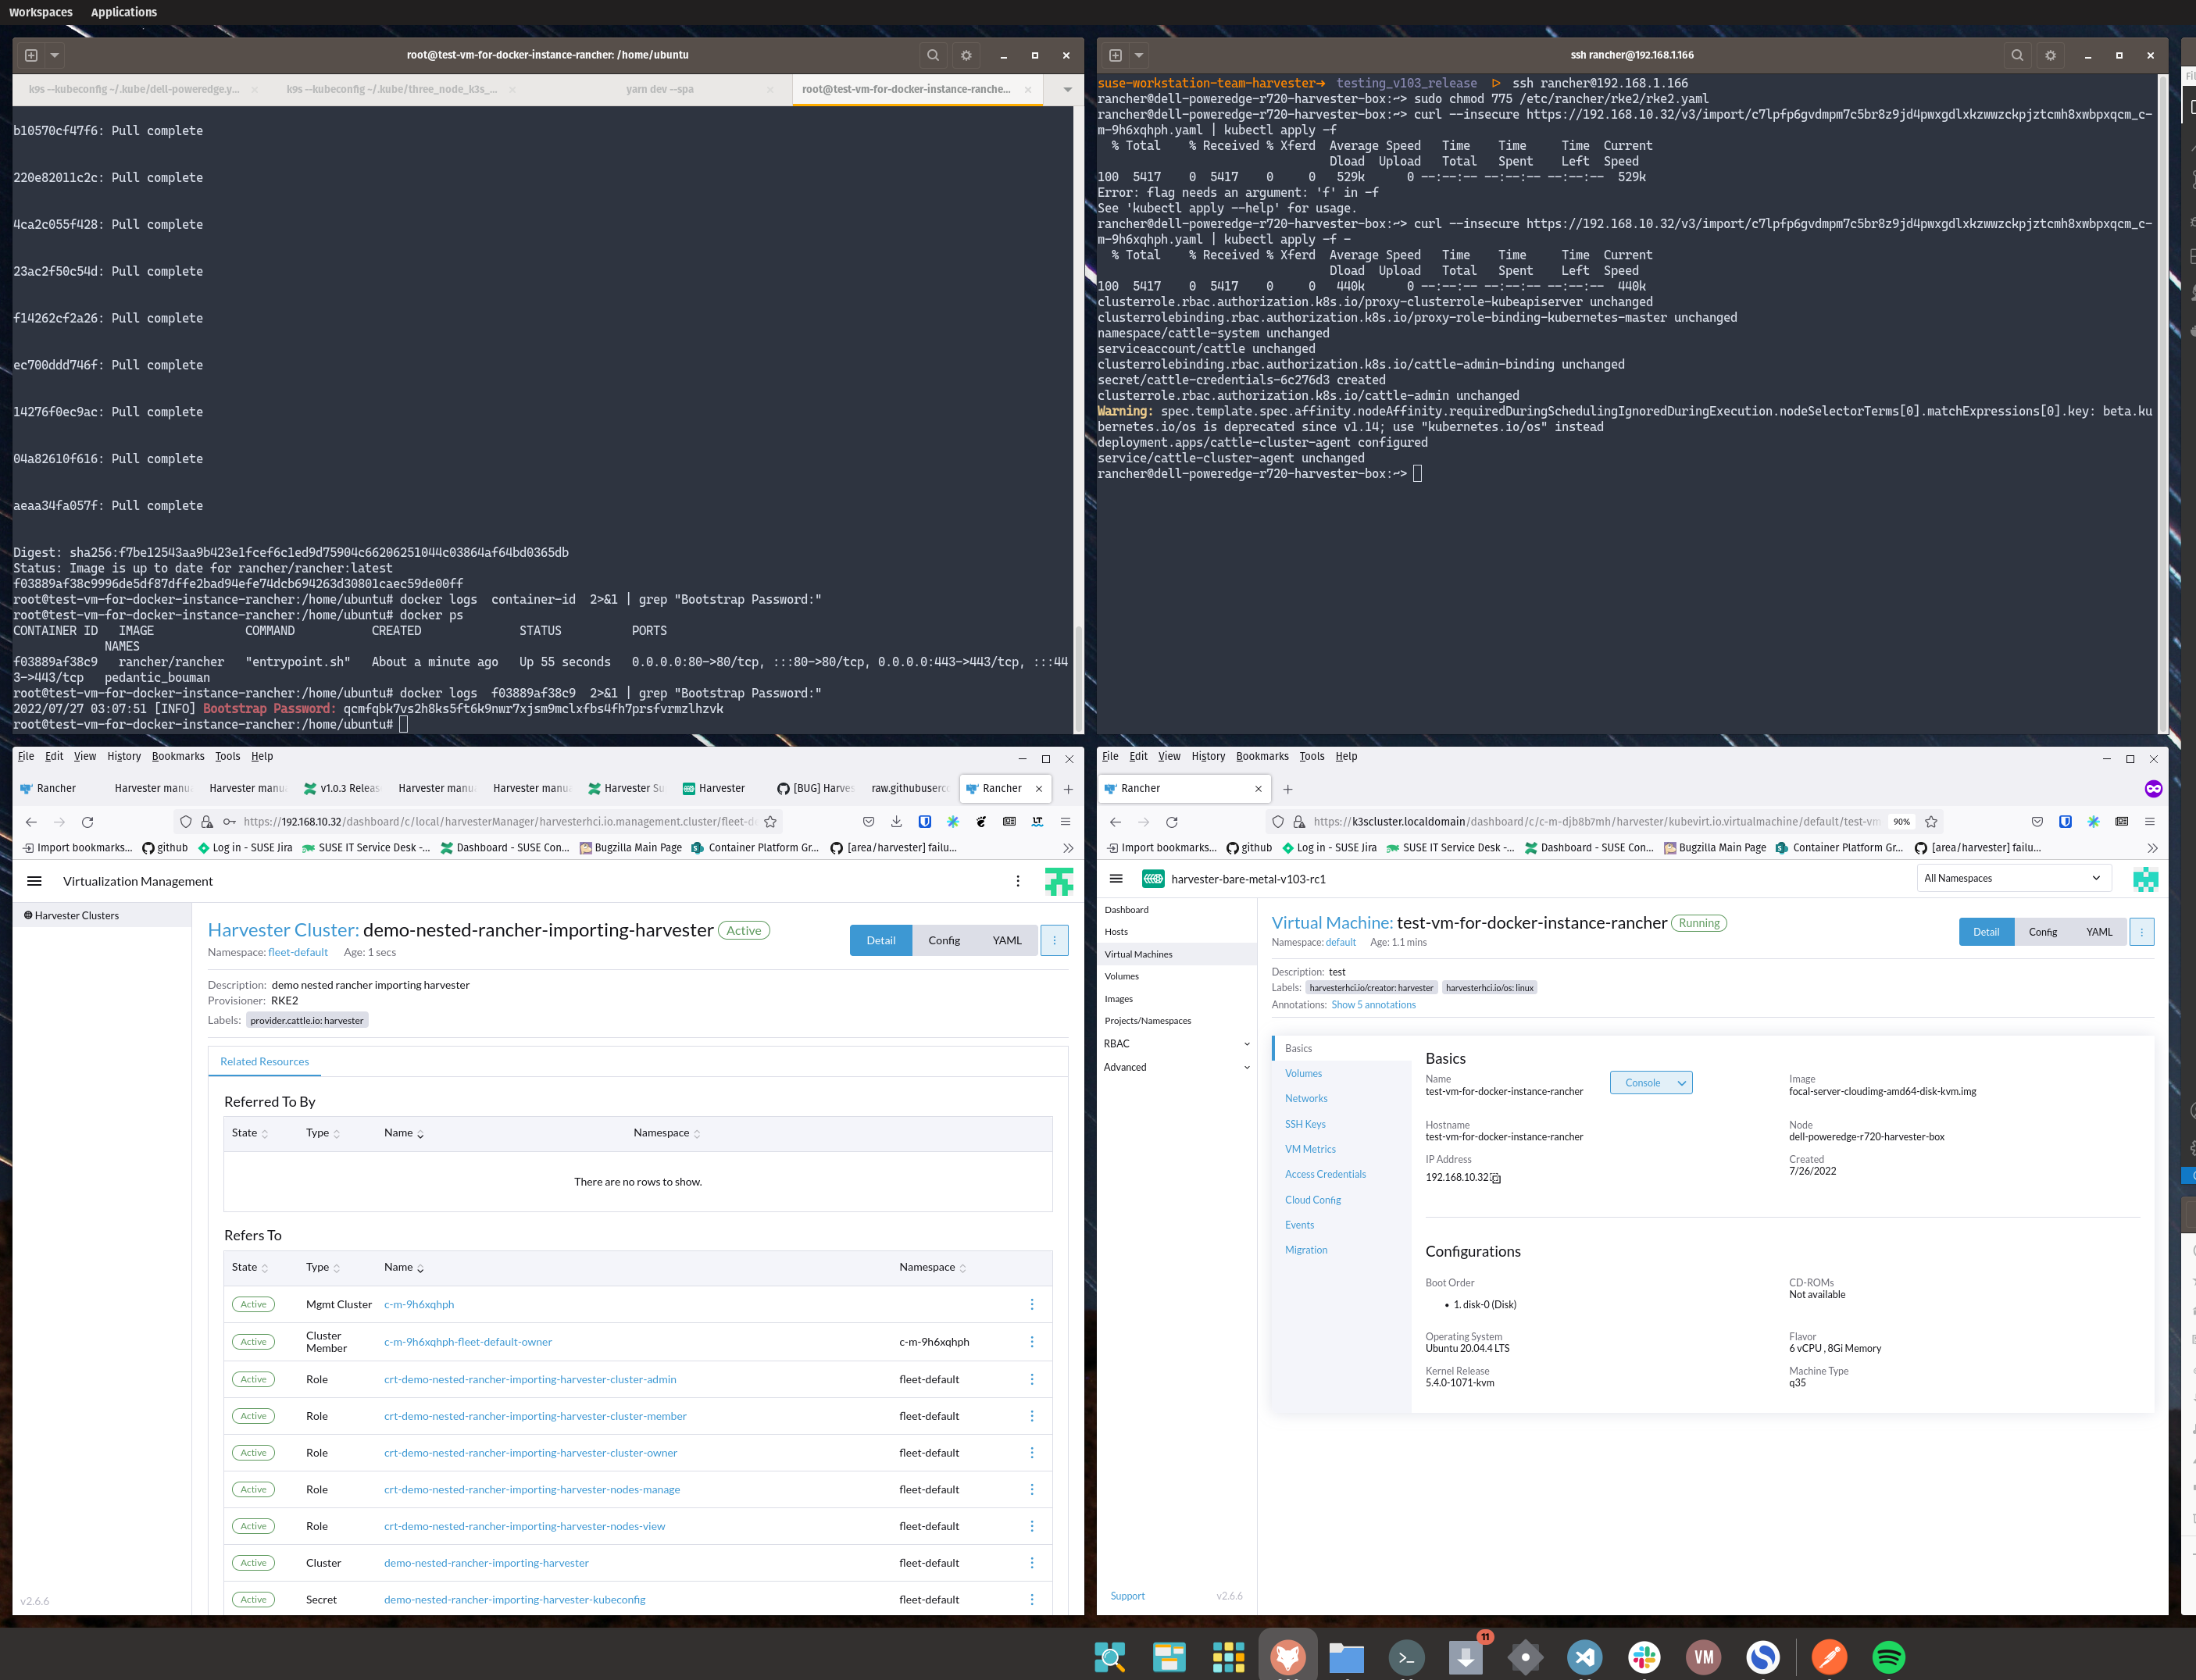 Workspaces Applications
root@test-vm-for-docker-instance-rancher: /home/ubuntu
k9s --kubeconfig ~/.kube/dell-poweredge.y...
k9s --kubeconfig ~/.kube/three_node_k3s_...
yarn dev --spa
root@test-vm-for-docker-instance-ranche...
b10570cf47f6: Pull complete
220e82011c2c: Pull complete
4ca2c055f428: Pull complete
23ac2f50c54d: Pull complete
f14262cf2a26: Pull complete
ec700ddd746f: Pull complete
14276f0ec9ac: Pull complete
04a82610f616: Pull complete
aeaa34fa057f: Pull complete
Digest: sha256:f7be12543aa9b423e1fcef6c1ed9d75904c66206251044c03864af64bd0365db
Status: Image is up to date for rancher/rancher:latest
f03889af38c9996de5df87dffe2bad94efe74dcb694263d30801caec59de00ff
root@test-vm-for-docker-instance-rancher:/home/ubuntu# docker logs  container-id  2>&1 | grep "Bootstrap Password:"
root@test-vm-for-docker-instance-rancher:/home/ubuntu# docker ps
CONTAINER ID   IMAGE             COMMAND           CREATED              STATUS          PORTS
NAMES
f03889af38c9   rancher/rancher   "entrypoint.sh"   About a minute ago   Up 55 seconds   0.0.0.0:80->80/tcp, :::80->80/tcp, 0.0.0.0:443->443/tcp, :::44
3->443/tcp   pedantic_bouman
root@test-vm-for-docker-instance-rancher:/home/ubuntu# docker logs  f03889af38c9  2>&1 | grep "Bootstrap Password:"
2022/07/27 03:07:51 [INFO] Bootstrap Password: qcmfqbk7vs2h8ks5ft6k9nwr7xjsm9mclxfbs4fh7prsfvrmzlhzvk
root@test-vm-for-docker-instance-rancher:/home/ubuntu#
ssh rancher@192.168.1.166
suse-workstation-team-harvester→ testing_v103_release ▷ ssh rancher@192.168.1.166
rancher@dell-poweredge-r720-harvester-box:~> sudo chmod 775 /etc/rancher/rke2/rke2.yaml
rancher@dell-poweredge-r720-harvester-box:~> curl --insecure https://192.168.10.32/v3/import/c7lpfp6gvdmpm7c5br8z9jd4pwxgdlxkzwwzckpjztcmh8xwbpxqcm_c-
m-9h6xqhph.yaml | kubectl apply -f
% Total    % Received % Xferd  Average Speed   Time    Time     Time  Current
Dload  Upload   Total   Spent    Left  Speed
100  5417    0  5417    0     0   529k      0 --:--:-- --:--:-- --:--:--  529k
Error: flag needs an argument: 'f' in -f
See 'kubectl apply --help' for usage.
rancher@dell-poweredge-r720-harvester-box:~> curl --insecure https://192.168.10.32/v3/import/c7lpfp6gvdmpm7c5br8z9jd4pwxgdlxkzwwzckpjztcmh8xwbpxqcm_c-
m-9h6xqhph.yaml | kubectl apply -f -
% Total    % Received % Xferd  Average Speed   Time    Time     Time  Current
Dload  Upload   Total   Spent    Left  Speed
100  5417    0  5417    0     0   440k      0 --:--:-- --:--:-- --:--:--  440k
clusterrole.rbac.authorization.k8s.io/proxy-clusterrole-kubeapiserver unchanged
clusterrolebinding.rbac.authorization.k8s.io/proxy-role-binding-kubernetes-master unchanged
namespace/cattle-system unchanged
serviceaccount/cattle unchanged
clusterrolebinding.rbac.authorization.k8s.io/cattle-admin-binding unchanged
secret/cattle-credentials-6c276d3 created
clusterrole.rbac.authorization.k8s.io/cattle-admin unchanged
Warning: spec.template.spec.affinity.nodeAffinity.requiredDuringSchedulingIgnoredDuringExecution.nodeSelectorTerms[0].matchExpressions[0].key: beta.ku
bernetes.io/os is deprecated since v1.14; use "kubernetes.io/os" instead
deployment.apps/cattle-cluster-agent configured
service/cattle-cluster-agent unchanged
rancher@dell-poweredge-r720-harvester-box:~>
File Edit View History Bookmarks Tools Help
Rancher Harvester manu Harvester manu v1.0.3 Releas Harvester manu Harvester manu Harvester Su Harvester [BUG] Harves raw.githubuserc Rancher
https://192.168.10.32/dashboard/c/local/harvesterManager/harvesterhci.io.management.cluster/fleet-d
Import bookmarks... github Log in - SUSE Jira SUSE IT Service Desk -... Dashboard - SUSE Con... Bugzilla Main Page Container Platform Gr... [area/harvester] failu...
Virtualization Management
Harvester Clusters
Harvester Cluster: demo-nested-rancher-importing-harvester Active
Detail Config YAML
Namespace: fleet-default Age: 1 secs
Description: demo nested rancher importing harvester
Provisioner: RKE2
Labels: provider.cattle.io: harvester
Related Resources
Referred To By
State Type Name Namespace
There are no rows to show.
Refers To
State Type Name Namespace
Active Mgmt Cluster c-m-9h6xqhph
Active Cluster Member c-m-9h6xqhph-fleet-default-owner c-m-9h6xqhph
Active Role crt-demo-nested-rancher-importing-harvester-cluster-admin fleet-default
Active Role crt-demo-nested-rancher-importing-harvester-cluster-member fleet-default
Active Role crt-demo-nested-rancher-importing-harvester-cluster-owner fleet-default
Active Role crt-demo-nested-rancher-importing-harvester-nodes-manage fleet-default
Active Role crt-demo-nested-rancher-importing-harvester-nodes-view fleet-default
Active Cluster demo-nested-rancher-importing-harvester fleet-default
Active Secret demo-nested-rancher-importing-harvester-kubeconfig fleet-default
v2.6.6
File Edit View History Bookmarks Tools Help
Rancher
https://k3scluster.localdomain/dashboard/c/c-m-djb8b7mh/harvester/kubevirt.io.virtualmachine/default/test-vm 90%
Import bookmarks... github Log in - SUSE Jira SUSE IT Service Desk -... Dashboard - SUSE Con... Bugzilla Main Page Container Platform Gr... [area/harvester] failu...
harvester-bare-metal-v103-rc1
All Namespaces
Dashboard
Hosts
Virtual Machines
Volumes
Images
Projects/Namespaces
RBAC
Advanced
Support v2.6.6
Virtual Machine: test-vm-for-docker-instance-rancher Running
Detail Config YAML
Namespace: default Age: 1.1 mins
Description: test
Labels: harvesterhci.io/creator: harvester harvesterhci.io/os: linux
Annotations: Show 5 annotations
Basics
Volumes
Networks
SSH Keys
VM Metrics
Access Credentials
Cloud Config
Events
Migration
Basics
Name
test-vm-for-docker-instance-rancher
Console
Image
focal-server-cloudimg-amd64-disk-kvm.img
Hostname
test-vm-for-docker-instance-rancher
Node
dell-poweredge-r720-harvester-box
IP Address
192.168.10.32
Created
7/26/2022
Configurations
Boot Order
1. disk-0 (Disk)
CD-ROMs
Not available
Operating System
Ubuntu 20.04.4 LTS
Flavor
6 vCPU , 8Gi Memory
Kernel Release
5.4.0-1071-kvm
Machine Type
q35
Fil
11
VM